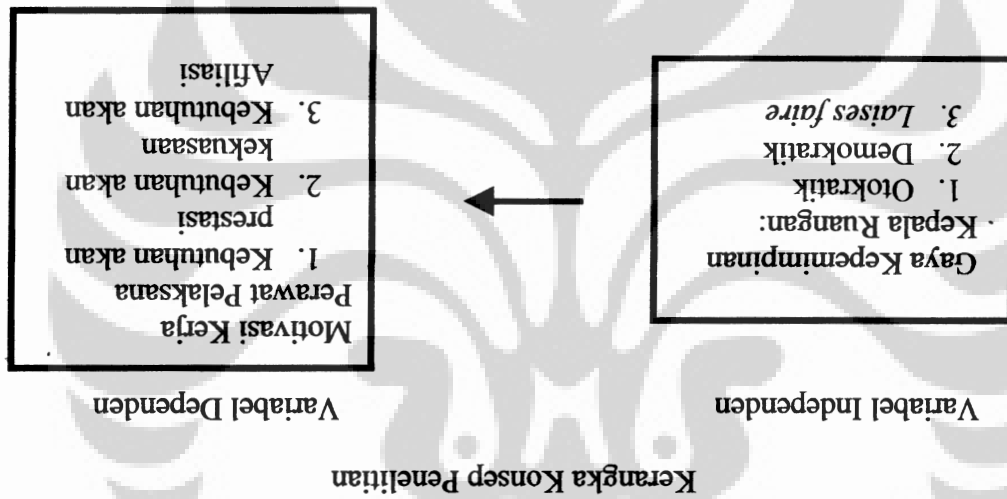 Kerangka Konsep Penelitian
Variabel Independen
Gaya Kepemimpinan
Kepala Ruangan:
1. Otokratik
2. Demokratik
3. Laises faire
Variabel Dependen
Motivasi Kerja
Perawat Pelaksana
1. Kebutuhan akan
prestasi
2. Kebutuhan akan
kekuasaan
3. Kebutuhan akan
Afiliasi